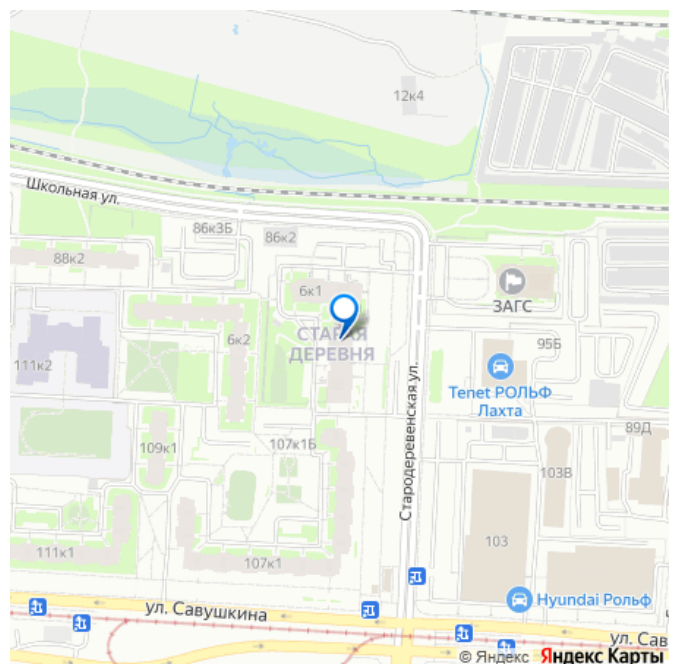 12к4
Школьная ул.
86к3Б
86к2
88к2
6к1
ЗАГС
СТАРАЯ
ДЕРЕВНЯ
6к2
95Б
111к2
Tenet РОЛЬФ
Лахта
Стародеревенская ул.
109к1
107к1Б
89Д
103В
103
111к1
107к1
Hyundai Рольф
ул. Савушкина
ул. Сав
© Яндекс Яндекс Карты